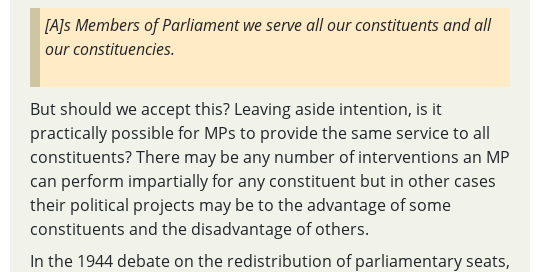 [A]s Members of Parliament we serve all our constituents and all
our constituencies.
But should we accept this? Leaving aside intention, is it
practically possible for MPs to provide the same service to all
constituents? There may be any number of interventions an MP
can perform impartially for any constituent but in other cases
their political projects may be to the advantage of some
constituents and the disadvantage of others.
In the 1944 debate on the redistribution of parliamentary seats,